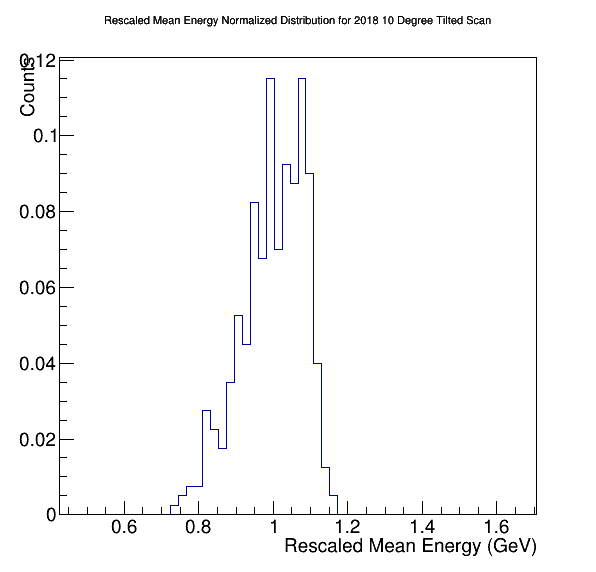 Rescaled Mean Energy Normalized Distribution for 2018 10 Degree Tilted Scan
Counts
0.12
0.1
0.08
0.06
0.04
0.02
0
0.6 0.8 1 1.2 1.4 1.6
Rescaled Mean Energy (GeV)